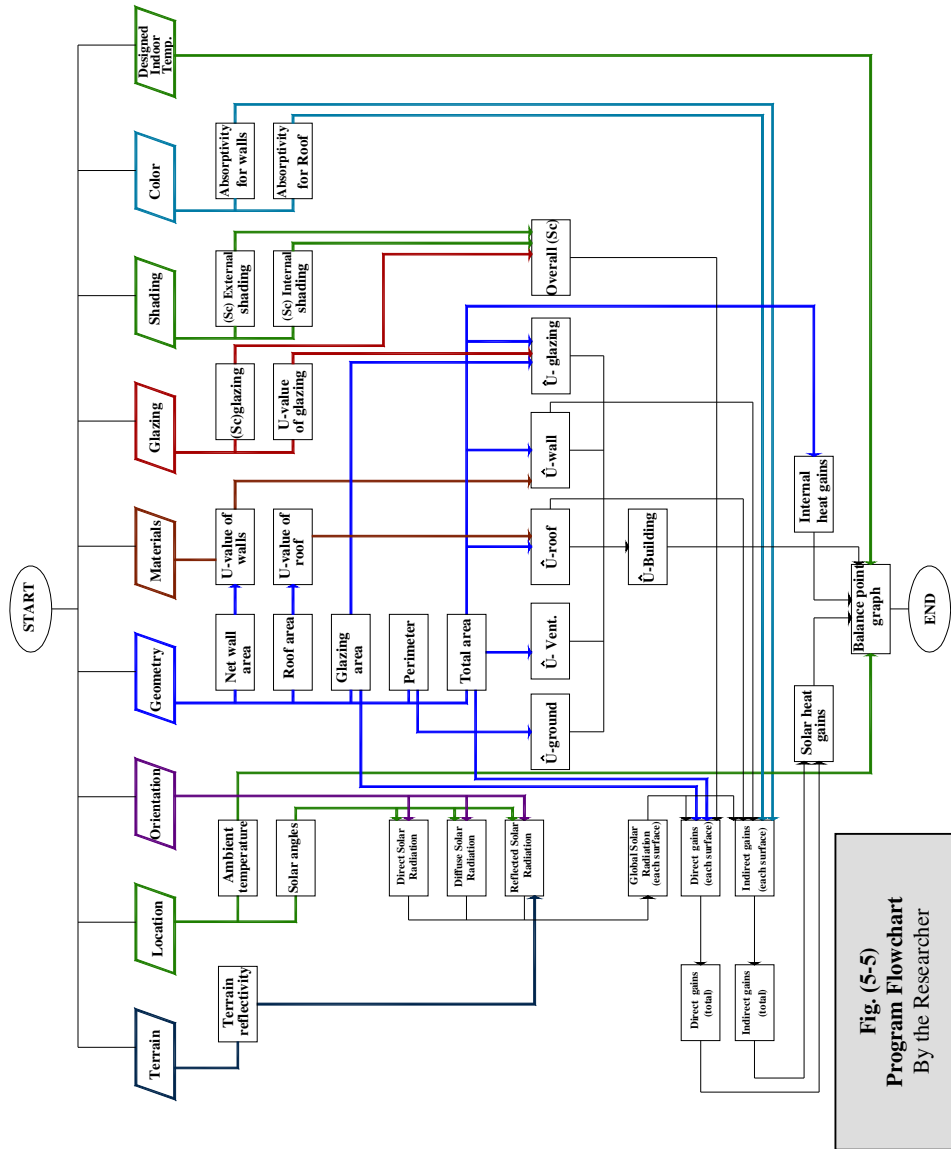 START
Terrain
Location
Orientation
Geometry
Materials
Glazing
Shading
Color
Designed
Indoor
Temp.
Terrain
reflectivity
Ambient
temperature
Solar angles
Net wall
area
Roof area
Glazing
area
Perimeter
Total area
U-value of
walls
U-value of
roof
(Sc)glazing
U-value
of glazing
(Sc) External
shading
(Sc) Internal
shading
Absorptivity
for walls
Absorptivity
for Roof
Direct Solar
Radiation
Diffuse Solar
Radiation
Reflected Solar
Radiation
Û-ground
Û- Vent.
Û-roof
Û-wall
Û- glazing
Overall (Sc)
Global Solar
Radiation
(each surface)
Û-Building
Direct gains
(each surface)
Indirect gains
(each surface)
Direct gains
(total)
Indirect gains
(total)
Solar heat
gains
Internal
heat gains
Balance point
graph
END
Fig. (5-5)
Program Flowchart
By the Researcher